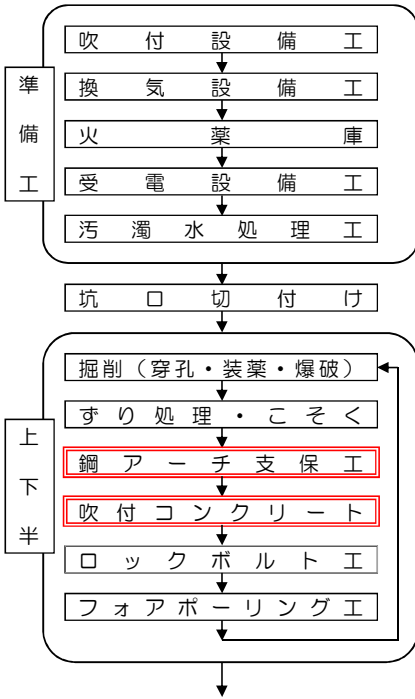 準備工
吹付設備工
換気設備工
火薬庫
受電設備工
汚濁水処理工
坑口切付け
上下半
掘削（穿孔・装薬・爆破）
ずり処理・こそく
鋼アーチ支保工
吹付コンクリート
ロックボルト工
フォアポーリング工